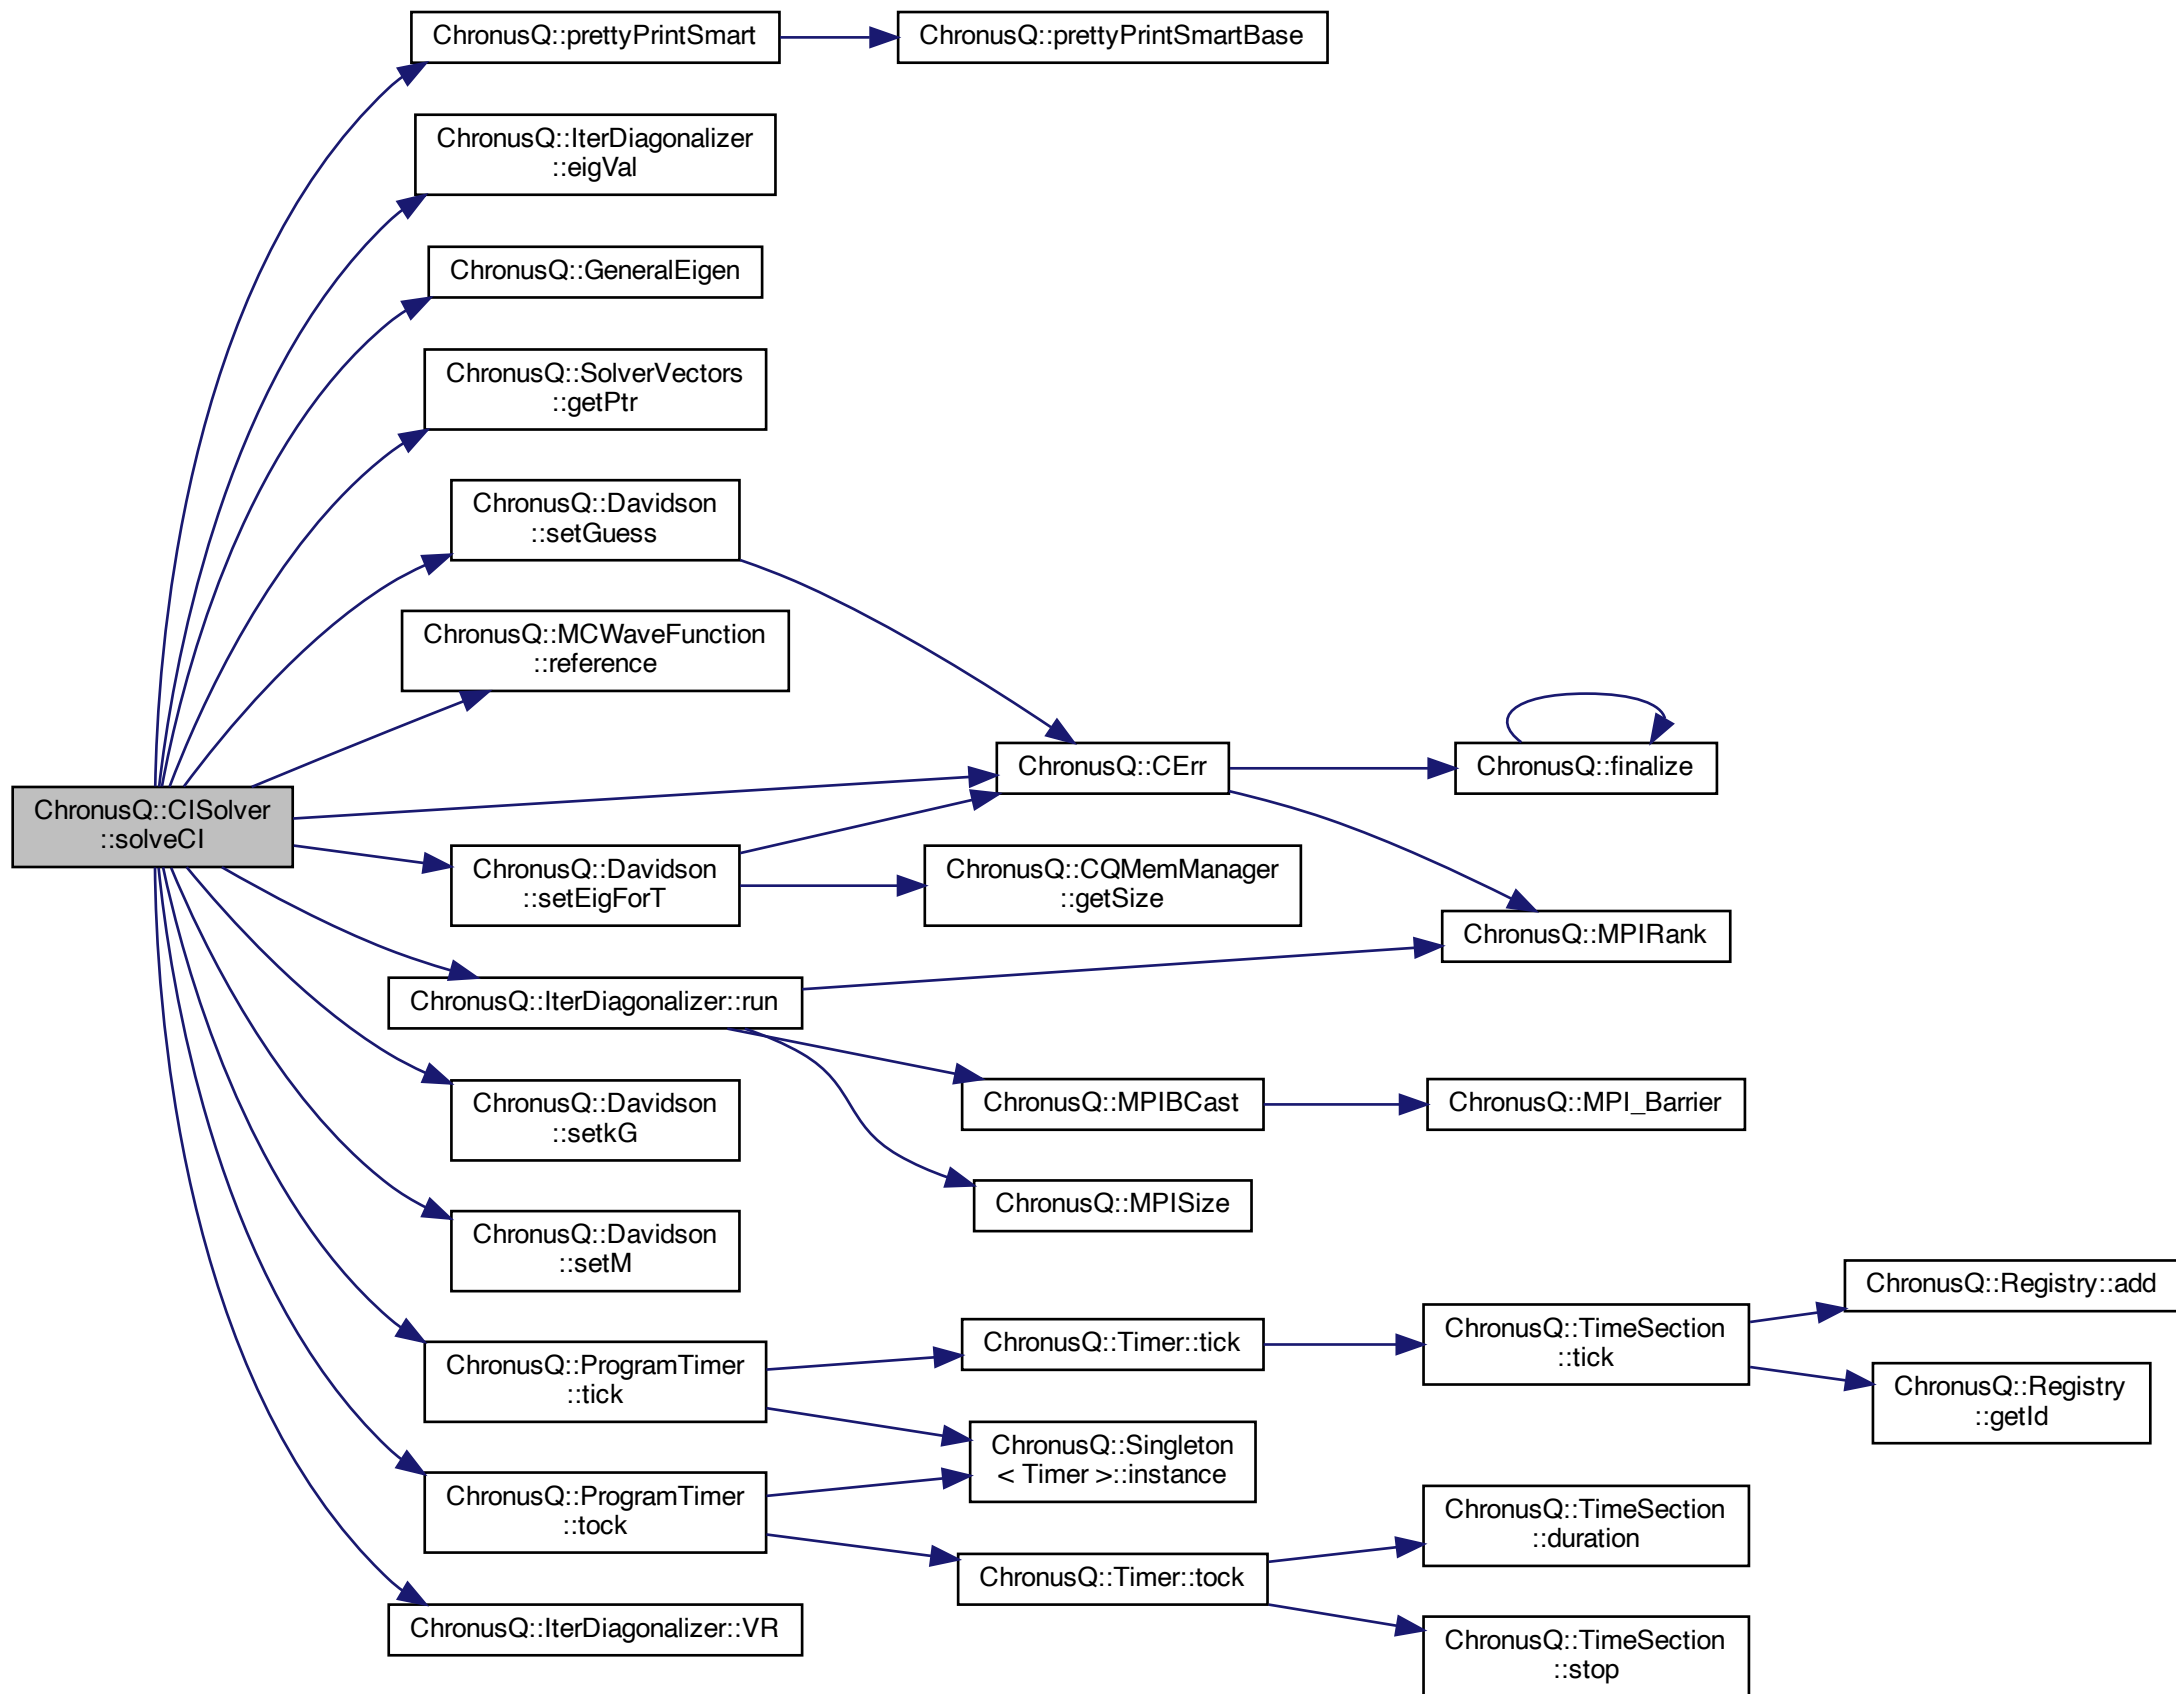 ChronusQ::prettyPrintSmart
ChronusQ::prettyPrintSmartBase
ChronusQ::IterDiagonalizer
::eigVal
ChronusQ::GeneralEigen
ChronusQ::SolverVectors
::getPtr
ChronusQ::Davidson
::setGuess
ChronusQ::MCWaveFunction
::reference
ChronusQ::CErr
ChronusQ::finalize
ChronusQ::CISolver
::solveCI
ChronusQ::Davidson
::setEigForT
ChronusQ::CQMemManager
::getSize
ChronusQ::MPIRank
ChronusQ::IterDiagonalizer::run
ChronusQ::Davidson
::setkG
ChronusQ::MPIBCast
ChronusQ::MPI_Barrier
ChronusQ::MPISize
ChronusQ::Davidson
::setM
ChronusQ::ProgramTimer
::tick
ChronusQ::Timer::tick
ChronusQ::TimeSection
::tick
ChronusQ::Registry::add
ChronusQ::Registry
::getId
ChronusQ::Singleton
< Timer >::instance
ChronusQ::ProgramTimer
::tock
ChronusQ::Timer::tock
ChronusQ::TimeSection
::duration
ChronusQ::TimeSection
::stop
ChronusQ::IterDiagonalizer::VR